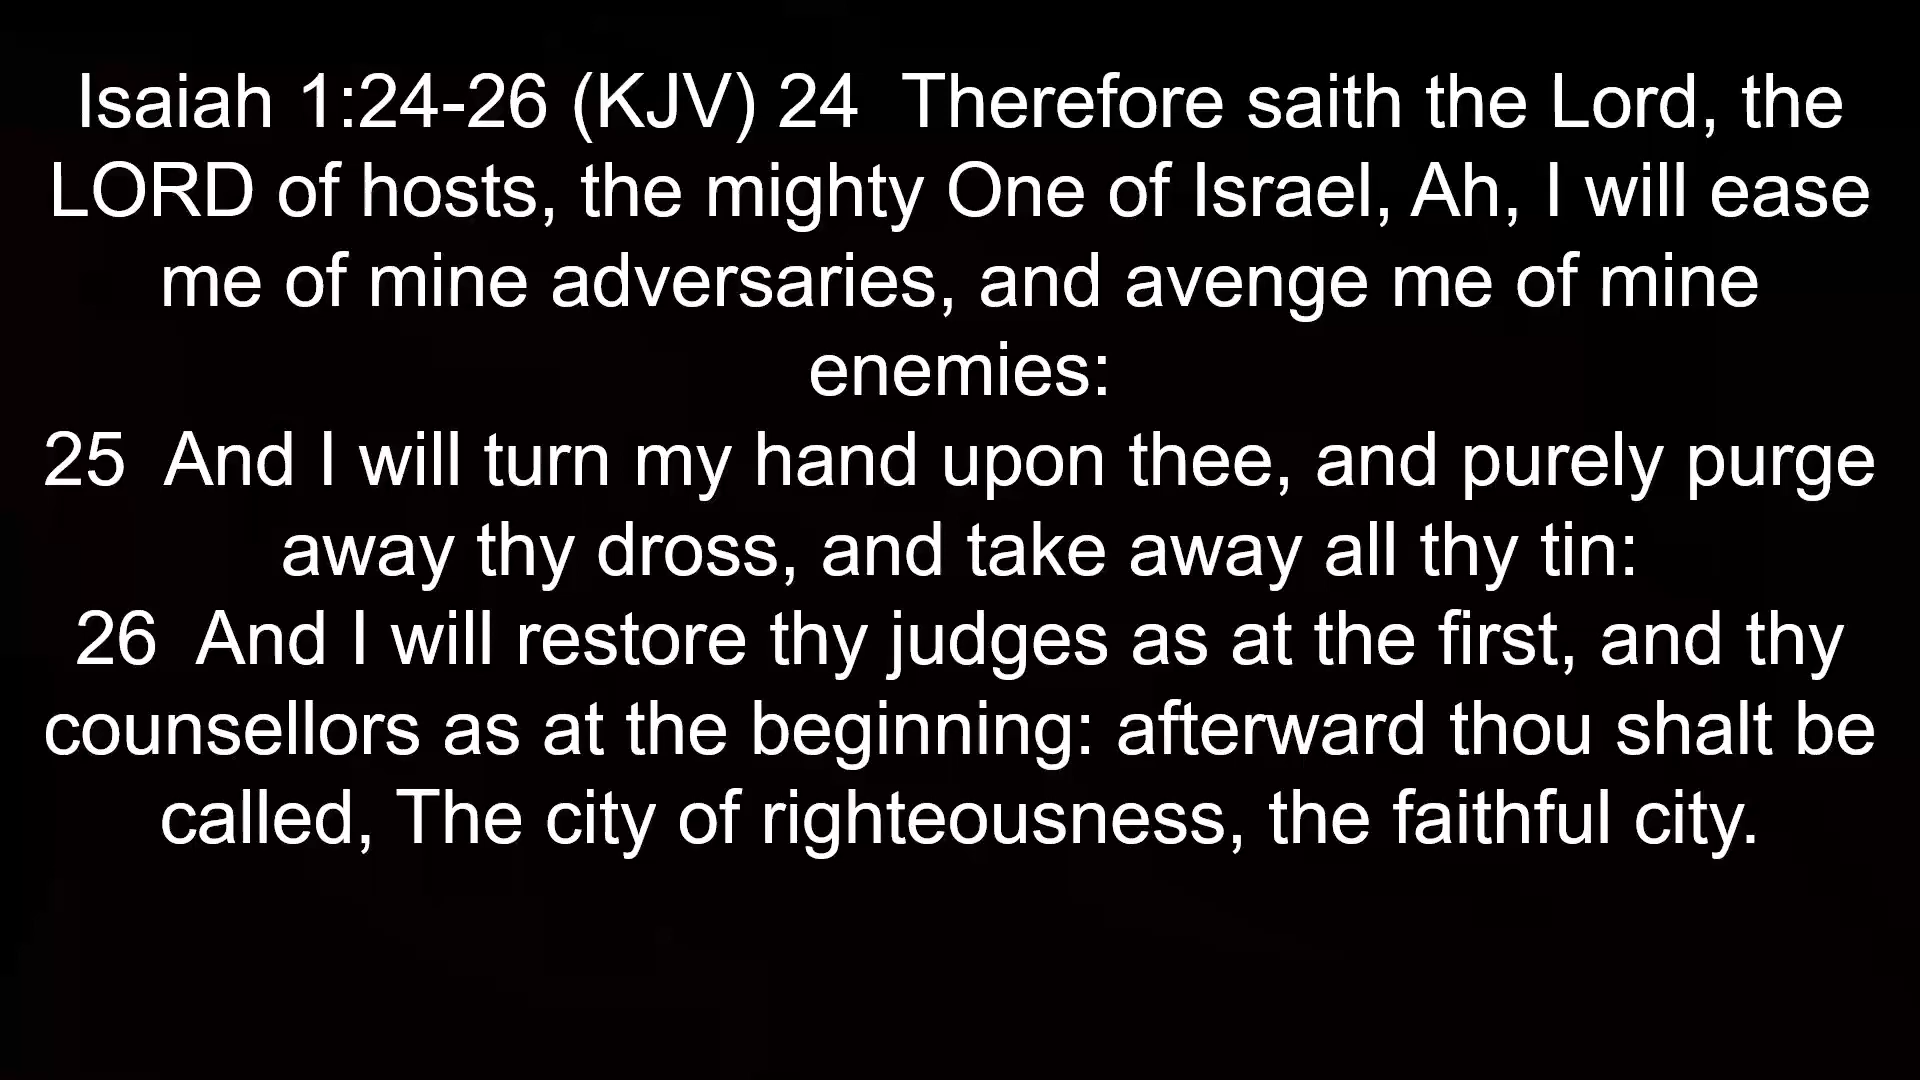 Isaiah 1:24-26 (KJV) 24  Therefore saith the Lord, the
LORD of hosts, the mighty One of Israel, Ah, I will ease
me of mine adversaries, and avenge me of mine
enemies:
25  And I will turn my hand upon thee, and purely purge
away thy dross, and take away all thy tin:
26  And I will restore thy judges as at the first, and thy
counsellors as at the beginning: afterward thou shalt be
called, The city of righteousness, the faithful city.